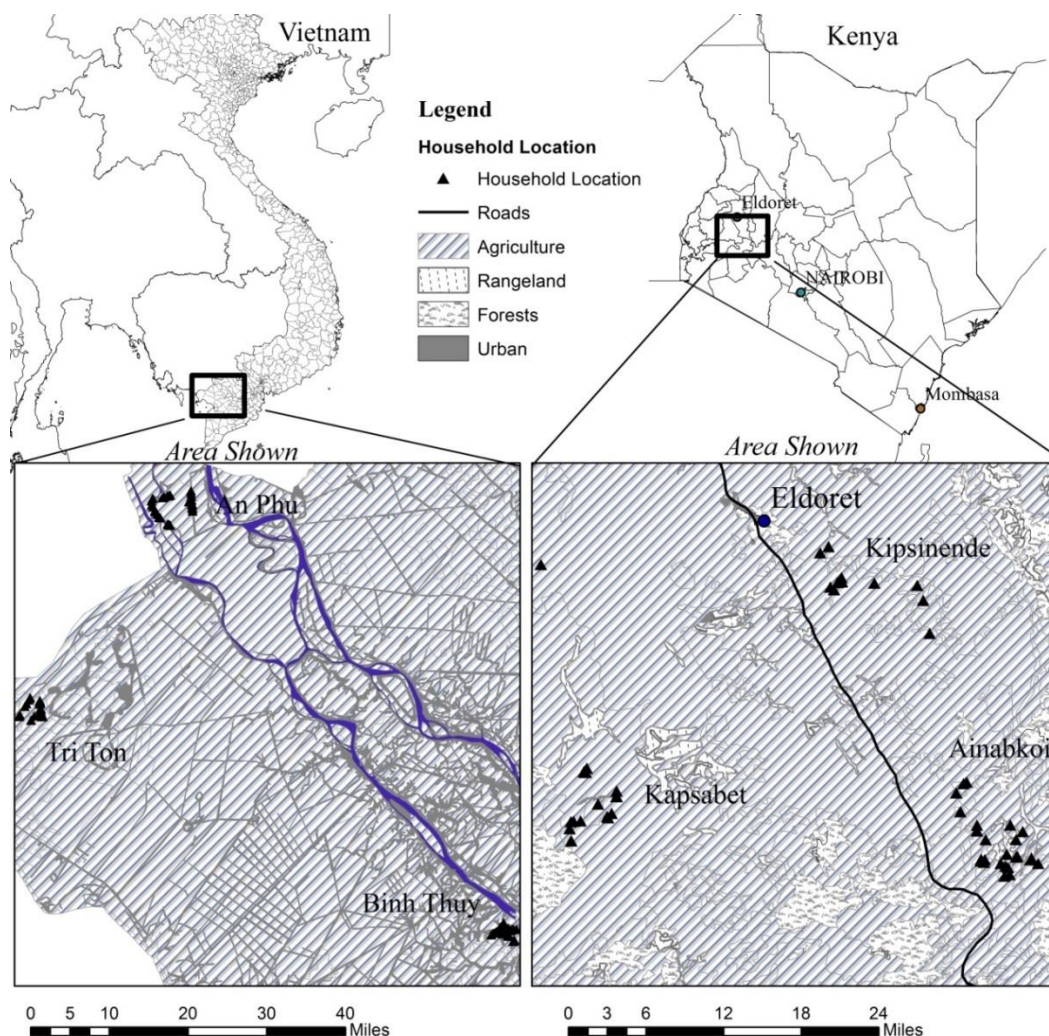 Vietnam
Kenya
Legend
Household Location
Household Location
Roads
Agriculture
Rangeland
Forests
Urban
Eldoret
NAIROBI
Mombasa
Area Shown
Area Shown
An Phu
Tri Ton
Binh Thuy
Eldoret
Kipsinende
Ainabkoi
Kapsabet
0 5 10 20 30 40 Miles
0 3 6 12 18 24 Miles